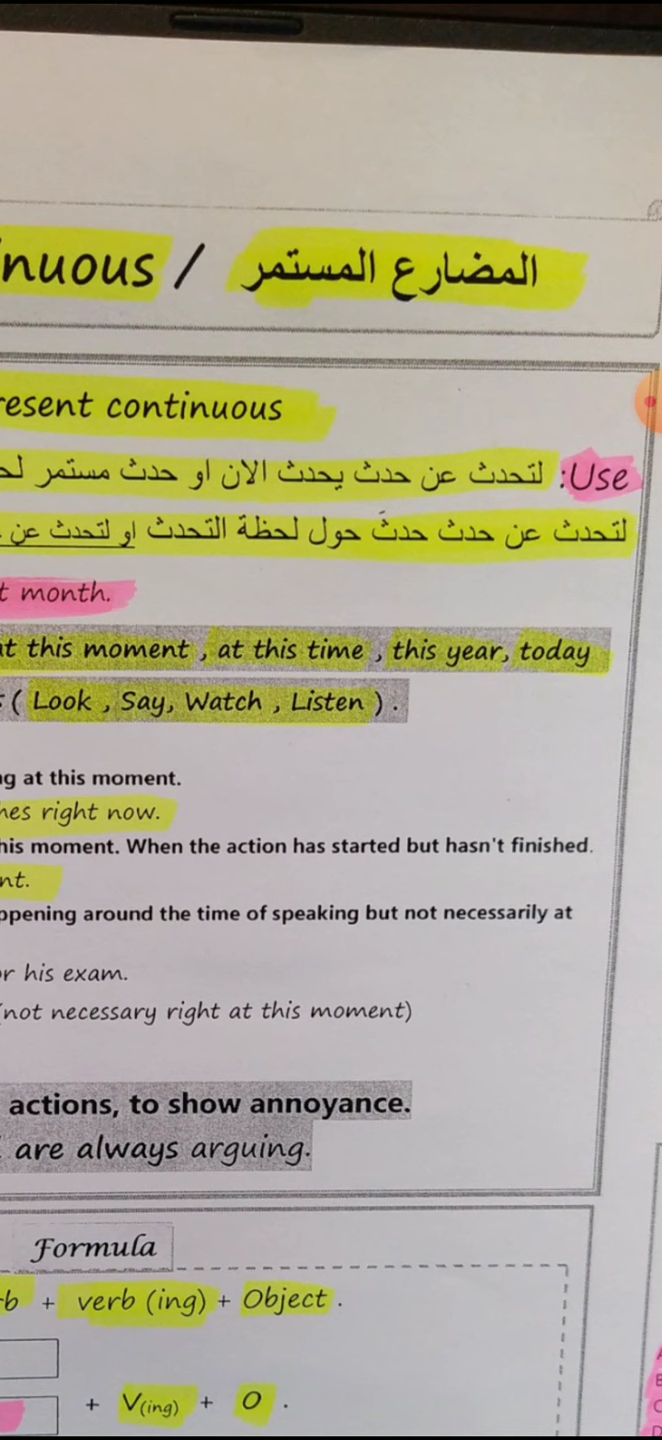 nuous / المضارع المستمر
resent continuous
Use: لتحدث عن حدث يحدث الان او حدث مستمر
لتحدث عن حدث حدثَ حول لحظة التحدث او لتحدث عن
t month.
at this moment , at this time , this year, today
( Look , Say, Watch , Listen ) .
ng at this moment.
hes right now.
his moment. When the action has started but hasn't finished.
nt.
ppening around the time of speaking but not necessarily at
or his exam.
(not necessary right at this moment)
actions, to show annoyance.
are always arguing.
Formula
b + verb (ing) + Object .
+ V(ing) + O .